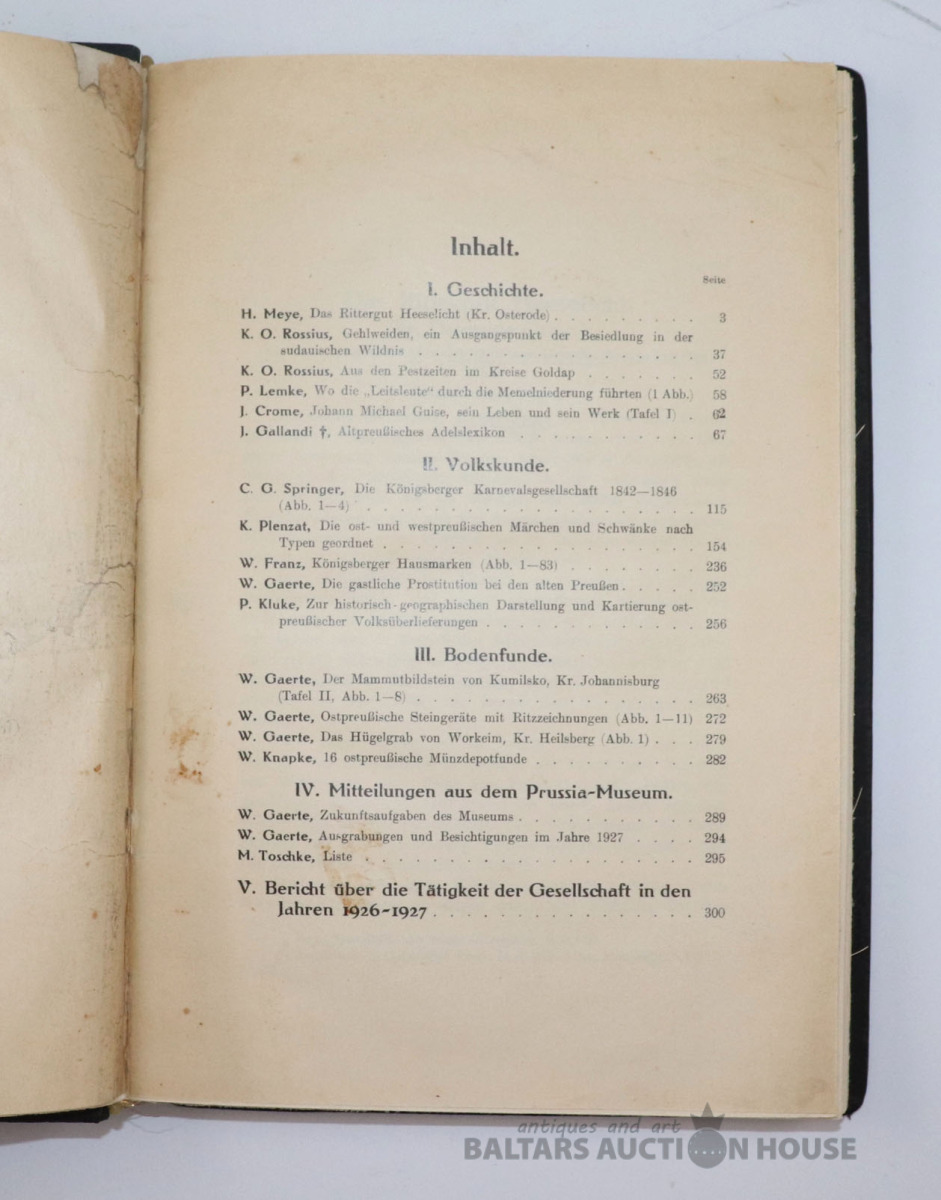 Inhalt.
Seite
I. Geschichte.
H. Meye, Das Rittergut Heeselicht (Kr. Osterode) . . . . . . . . . 3
K. O. Rossius, Gehlweiden, ein Ausgangspunkt der Besiedlung in der
sudauischen Wildnis . . . . . . . . . . . . . . . . 37
K. O. Rossius, Aus den Pestzeiten im Kreise Goldap . . . . . . . 52
P. Lemke, Wo die „Leitsleute“ durch die Memelniederung führten (1 Abb.) 58
J. Crome, Johann Michael Guise, sein Leben und sein Werk (Tafel I) . 62
J. Gallandi †, Altpreußisches Adelslexikon . . . . . . . . . . . 67
II. Volkskunde.
C. G. Springer, Die Königsberger Karnevalsgesellschaft 1842—1846
(Abb. 1—4) . . . . . . . . . . . . . . . . . . . 115
K. Plenzat, Die ost- und westpreußischen Märchen und Schwänke nach
Typen geordnet . . . . . . . . . . . . . . . . . . 154
W. Franz, Königsberger Hausmarken (Abb. 1—83) . . . . . . . . 236
W. Gaerte, Die gastliche Prostitution bei den alten Preußen . . . . . 252
P. Kluke, Zur historisch-geographischen Darstellung und Kartierung ost-
preußischer Volksüberlieferungen . . . . . . . . . . . . 256
III. Bodenfunde.
W. Gaerte, Der Mammutbildstein von Kumilsko, Kr. Johannisburg
(Tafel II, Abb. 1—8) . . . . . . . . . . . . . . . . 263
W. Gaerte, Ostpreußische Steingeräte mit Ritzzeichnungen (Abb. 1—11) 272
W. Gaerte, Das Hügelgrab von Workeim, Kr. Heilsberg (Abb. 1) . . . 279
W. Knapke, 16 ostpreußische Münzdepotfunde . . . . . . . . . . 282
IV. Mitteilungen aus dem Prussia-Museum.
W. Gaerte, Zukunftsaufgaben des Museums . . . . . . . . . . . 289
W. Gaerte, Ausgrabungen und Besichtigungen im Jahre 1927 . . . . 294
M. Toschke, Liste . . . . . . . . . . . . . . . . . . . 295
V. Bericht über die Tätigkeit der Gesellschaft in den
Jahren 1926-1927 . . . . . . . . . . . . . . . . 300
antiques and art
BALTARS AUCTION HOUSE